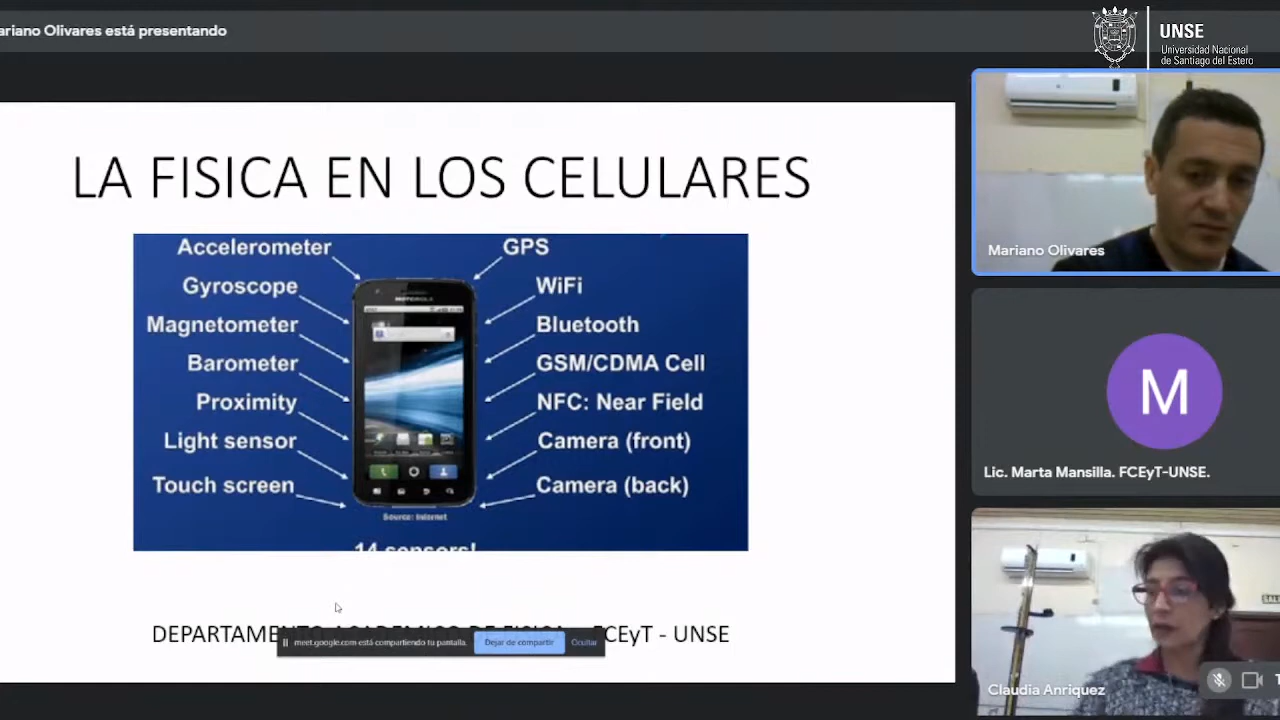 ariano Olivares está presentando
UNSE
Universidad Nacional
de Santiago del Estero
LA FISICA EN LOS CELULARES
Accelerometer
GPS
Gyroscope
WiFi
Magnetometer
Bluetooth
Barometer
GSM/CDMA Cell
Proximity
NFC: Near Field
Light sensor
Camera (front)
Touch screen
Camera (back)
MOTOROLA
Source: Internet
14 sensors!
DEPARTAMENTO ACADEMICO DE FISICA - FCEyT - UNSE
meet.google.com está compartiendo tu pantalla.
Dejar de compartir
Ocultar
Mariano Olivares
M
Lic. Marta Mansilla. FCEyT-UNSE.
SALI
Claudia Anriquez